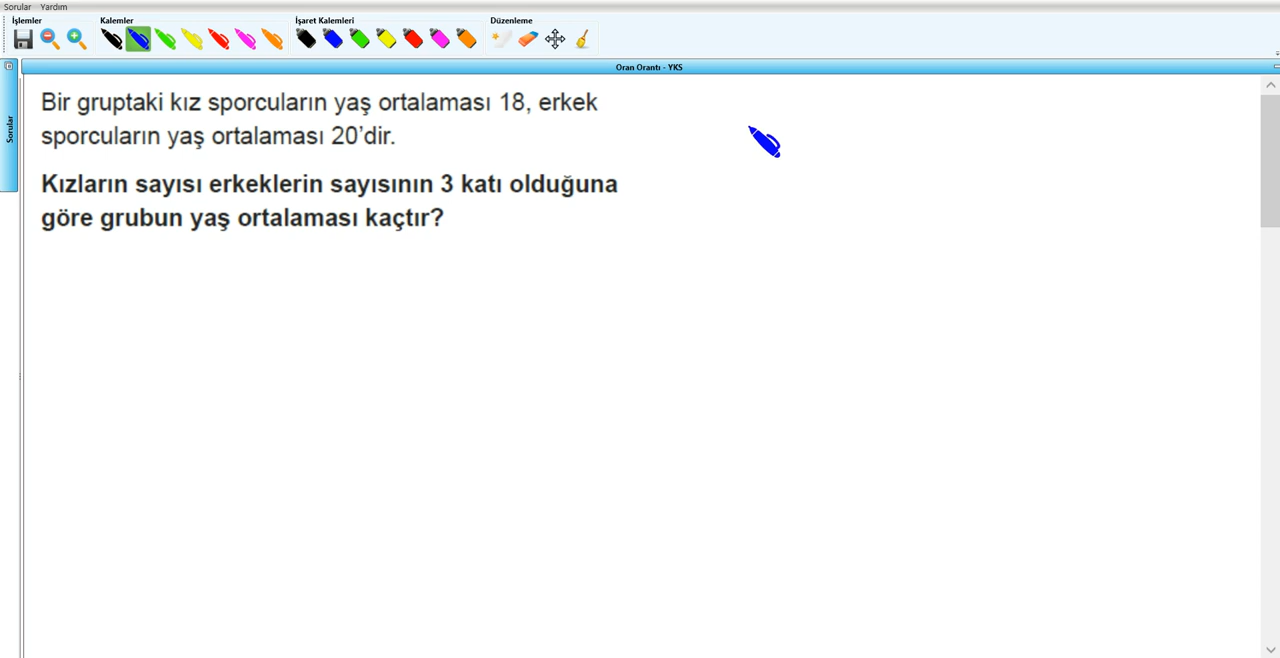 Sorular Yardım
İşlemler Kalemler İşaret Kalemleri Düzenleme
Oran Orantı - YKS
Sorular
Bir gruptaki kız sporcuların yaş ortalaması 18, erkek
sporcuların yaş ortalaması 20’dir.
Kızların sayısı erkeklerin sayısının 3 katı olduğuna
göre grubun yaş ortalaması kaçtır?